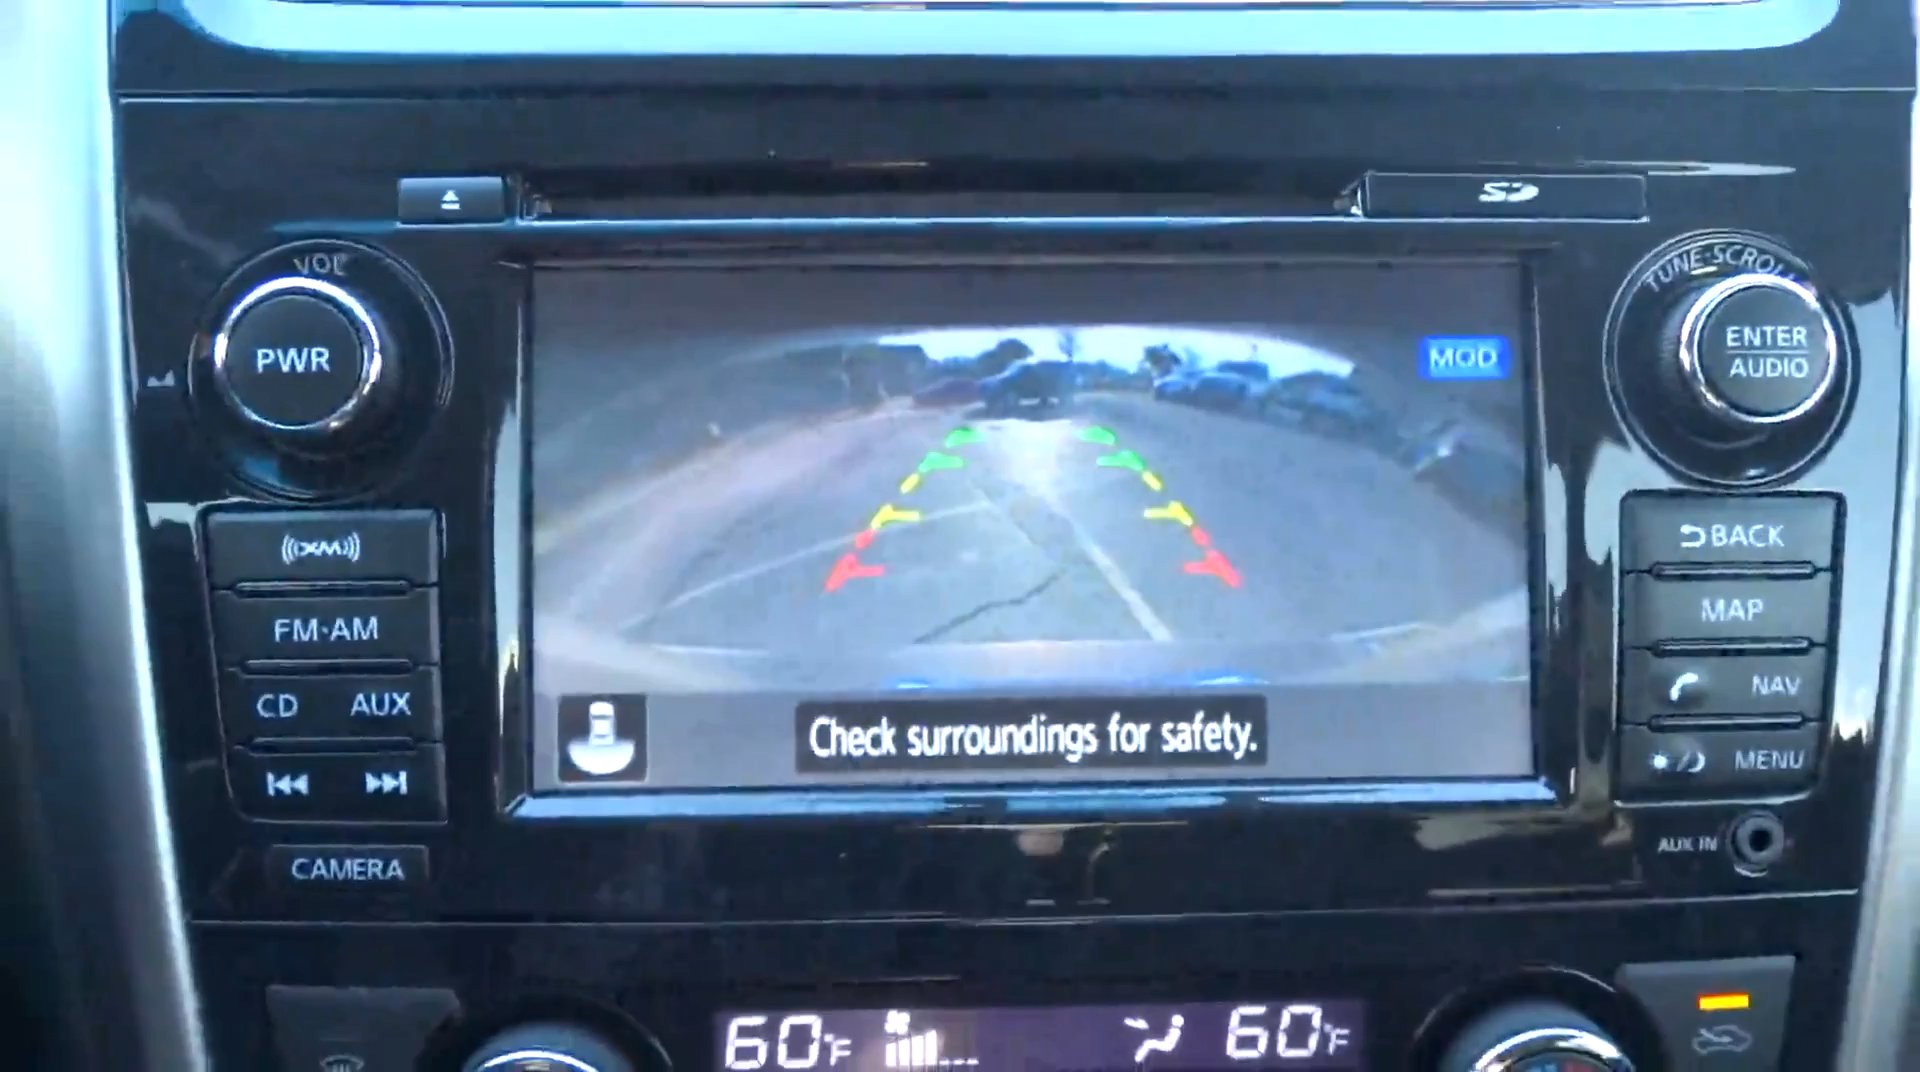 SD
VOL
PWR
TUNE·SCROLL
ENTER
AUDIO
MOD
XM
FM·AM
CD AUX
CAMERA
BACK
MAP
NAV
MENU
AUX IN
Check surroundings for safety.
60°F 60°F